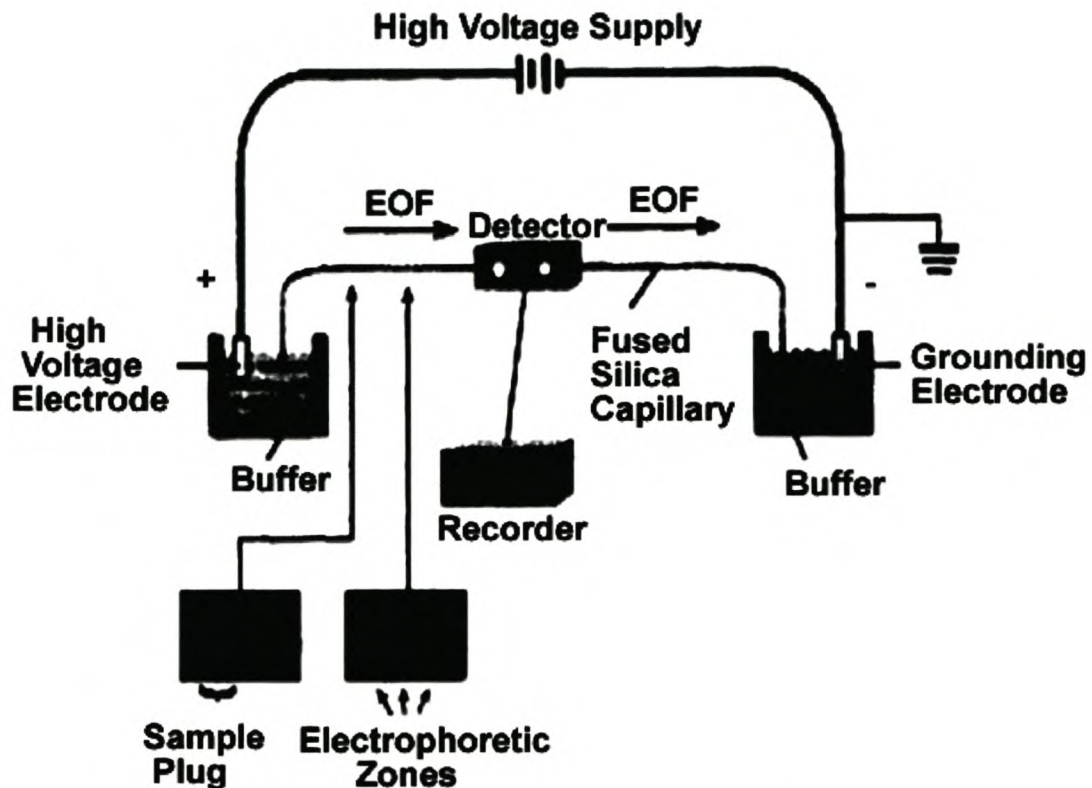 High Voltage Supply
EOF
EOF
Detector
+
-
High
Voltage
Electrode
Fused
Silica
Capillary
Grounding
Electrode
Buffer
Buffer
Recorder
Sample
Plug
Electrophoretic
Zones